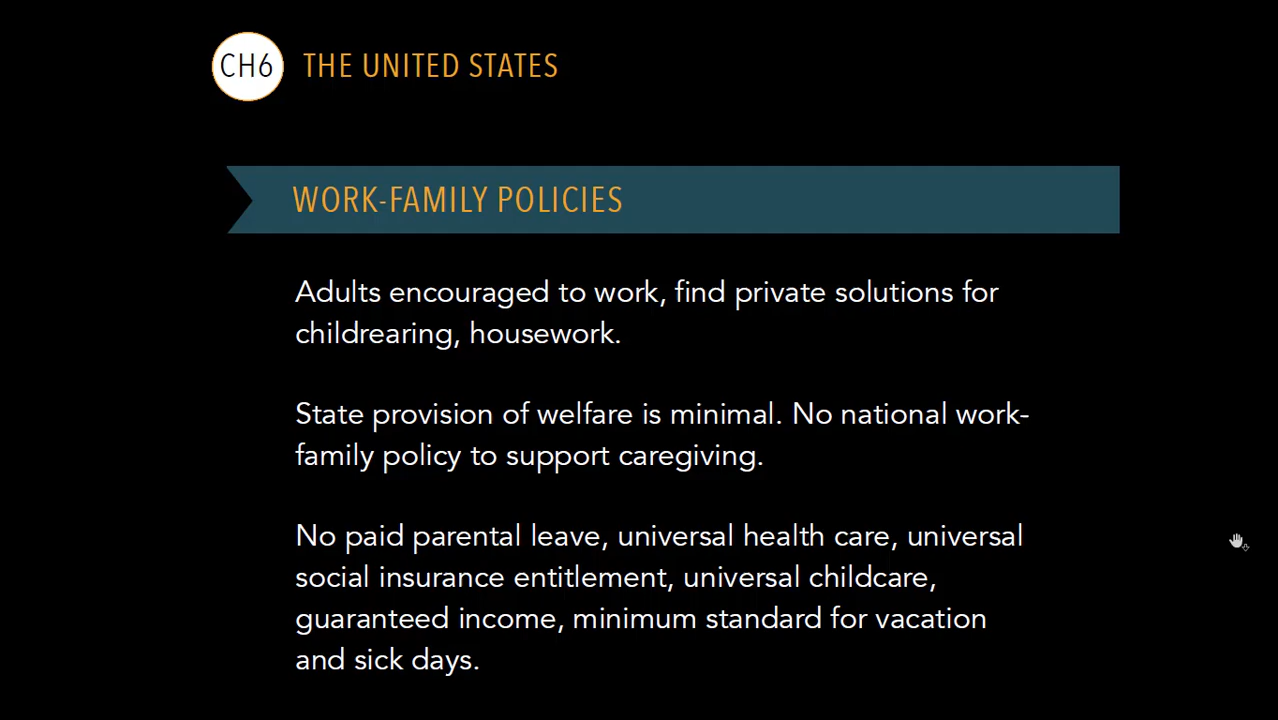 CH6 THE UNITED STATES
WORK-FAMILY POLICIES
Adults encouraged to work, find private solutions for
childrearing, housework.
State provision of welfare is minimal. No national work-
family policy to support caregiving.
No paid parental leave, universal health care, universal
social insurance entitlement, universal childcare,
guaranteed income, minimum standard for vacation
and sick days.